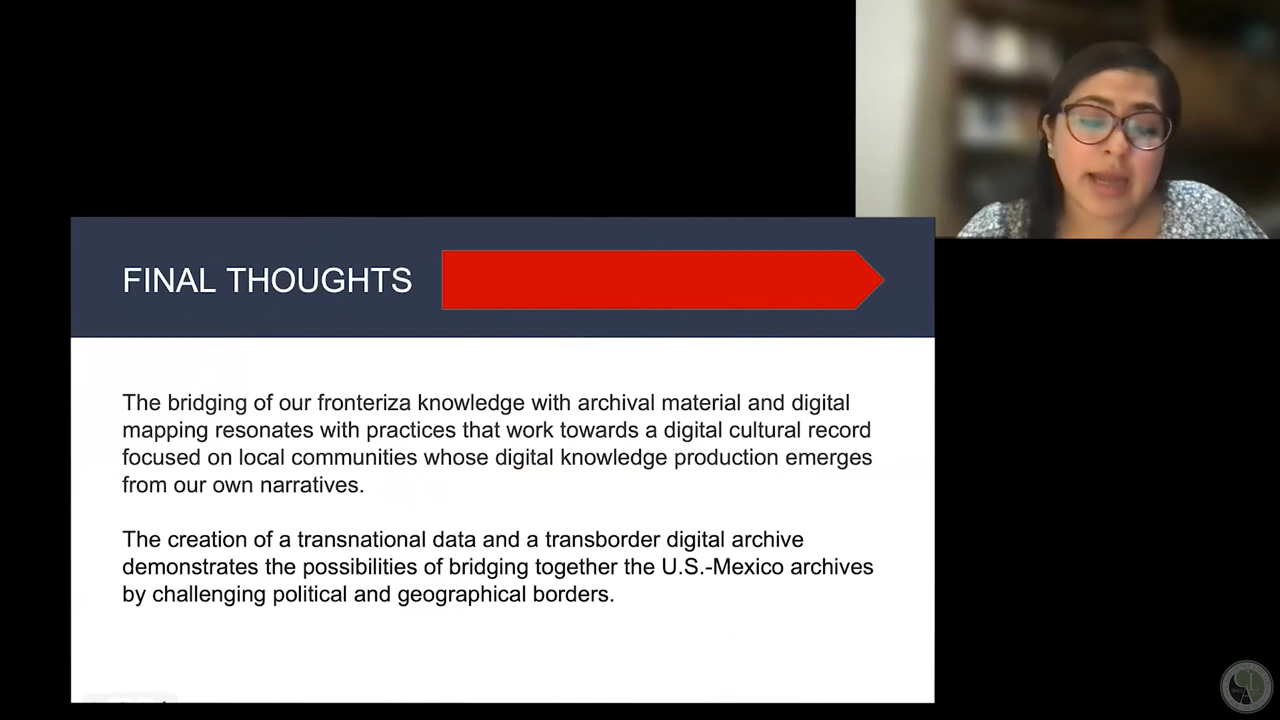 FINAL THOUGHTS
The bridging of our fronteriza knowledge with archival material and digital
mapping resonates with practices that work towards a digital cultural record
focused on local communities whose digital knowledge production emerges
from our own narratives.
The creation of a transnational data and a transborder digital archive
demonstrates the possibilities of bridging together the U.S.-Mexico archives
by challenging political and geographical borders.